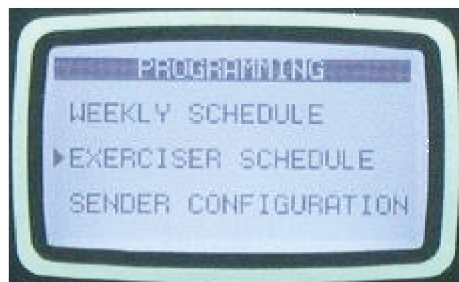 PROGRAMMING
WEEKLY SCHEDULE
▶EXERCISER SCHEDULE
SENDER CONFIGURATION